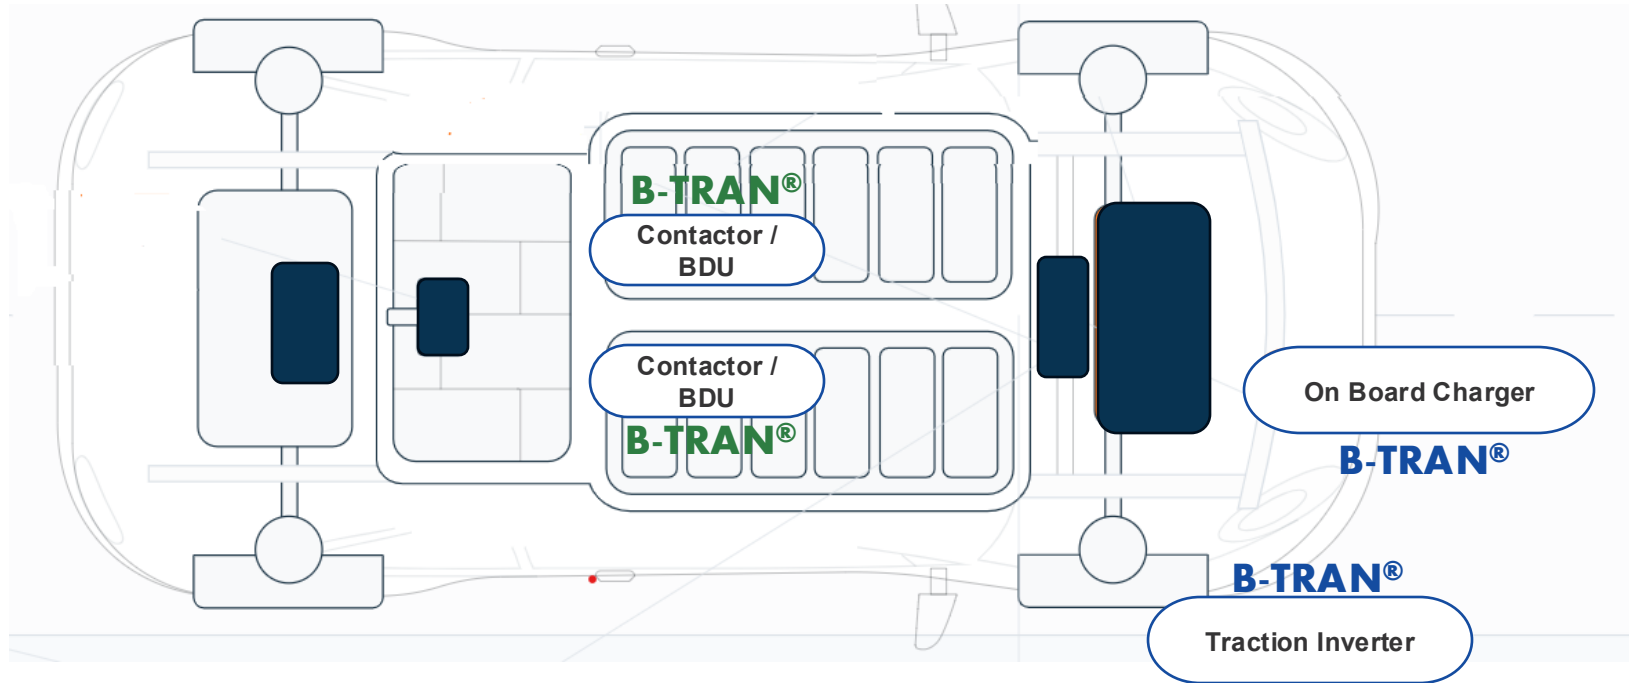 B-TRAN®
Contactor /
BDU
Contactor /
BDU
B-TRAN®
On Board Charger
B-TRAN®
B-TRAN®
Traction Inverter